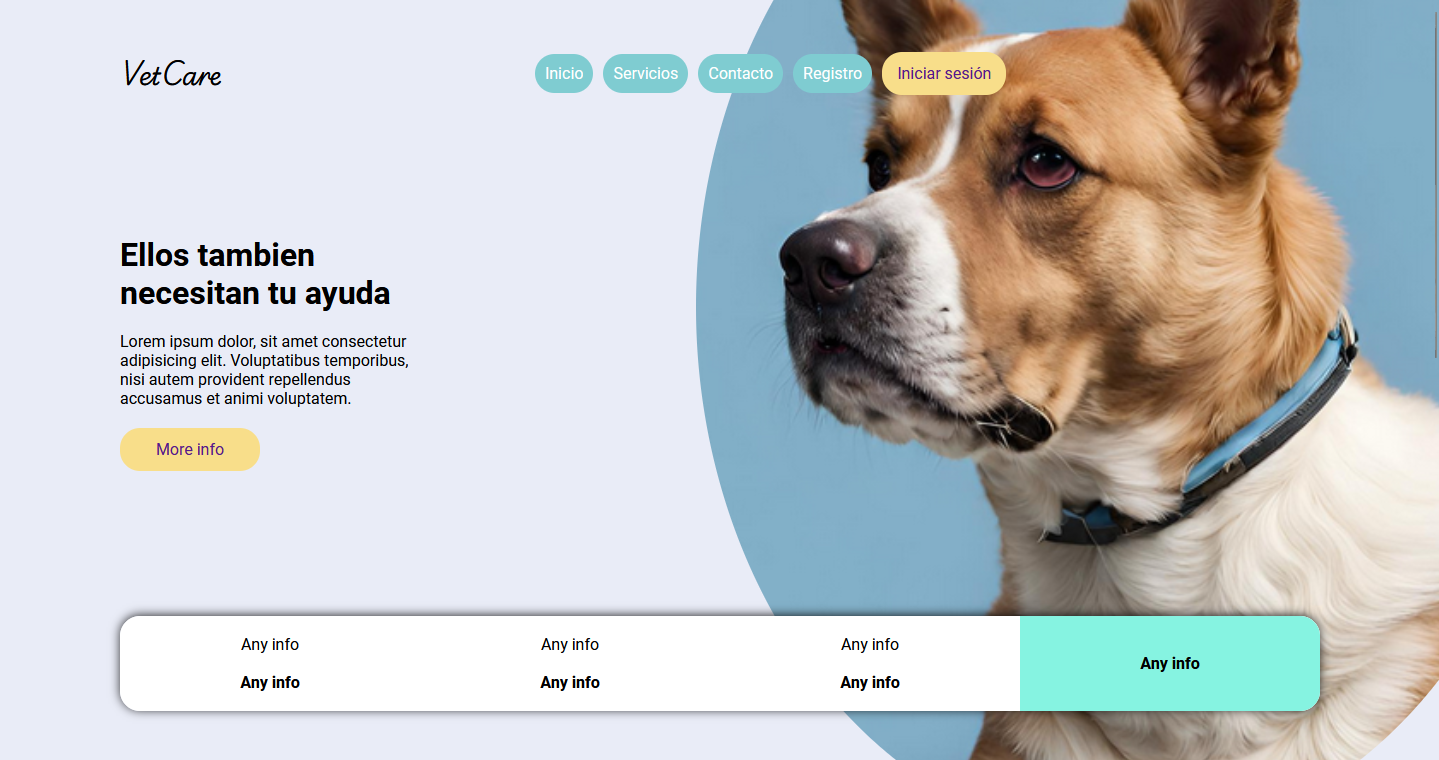 VetCare
Inicio
Servicios
Contacto
Registro
Iniciar sesión
Ellos tambien
necesitan tu ayuda
Lorem ipsum dolor, sit amet consectetur
adipisicing elit. Voluptatibus temporibus,
nisi autem provident repellendus
accusamus et animi voluptatem.
More info
Any info
Any info
Any info
Any info
Any info
Any info
Any info